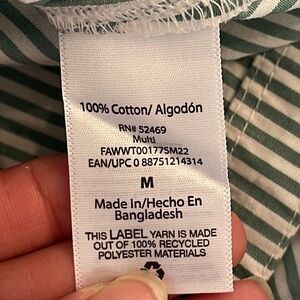 100% Cotton/ Algodón
RN# 52469
Multi
FAWWT00177SM22
EAN/UPC 0 88751214314
M
Made in/Hecho En
Bangladesh
THIS LABEL YARN IS MADE
OUT OF 100% RECYCLED
POLYESTER MATERIALS